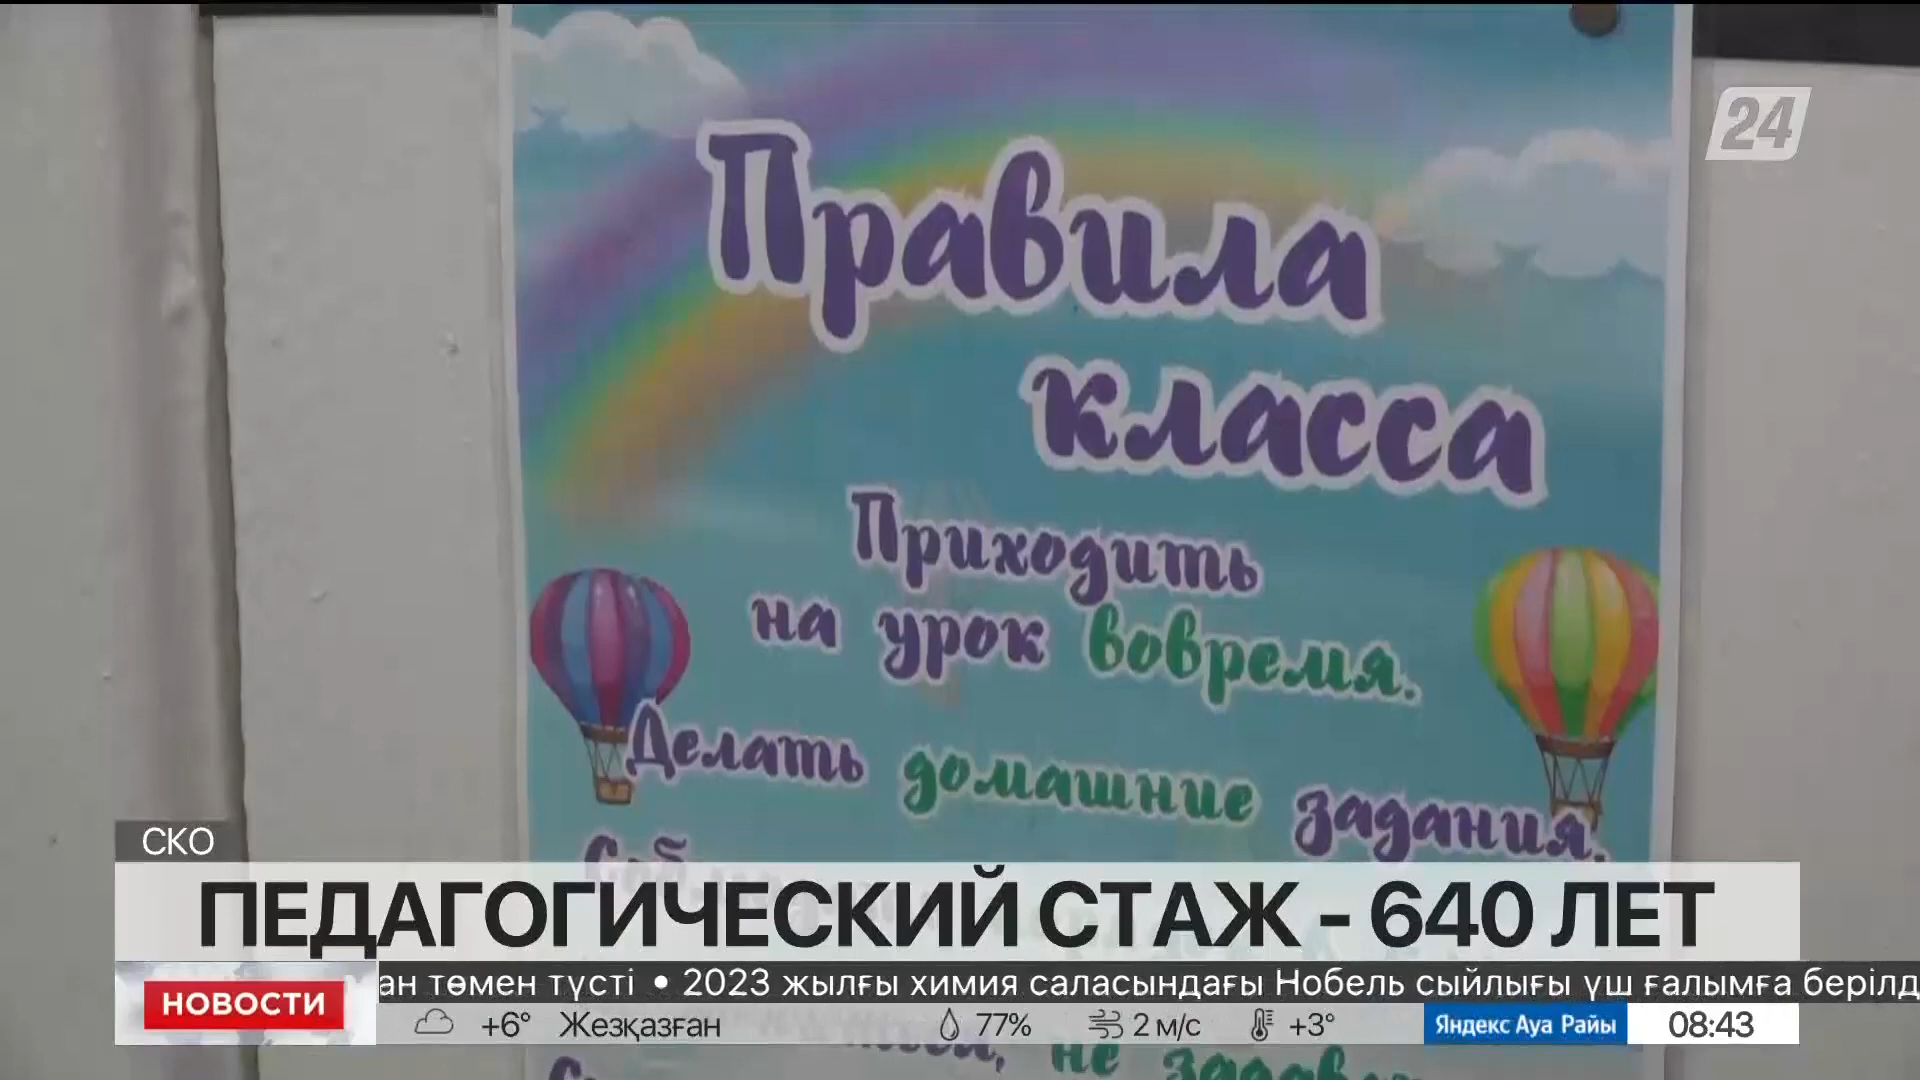 24
Правила
класса
Приходить
на урок вовремя.
Делать домашние задания.
СКО
ПЕДАГОГИЧЕСКИЙ СТАЖ - 640 ЛЕТ
НОВОСТИ
ан төмен түсті • 2023 жылғы химия саласындағы Нобель сыйлығы үш ғалымға берілд
+6° Жезқазған 77% 2 м/с +3° Яндекс Ауа Райы 08:43
не